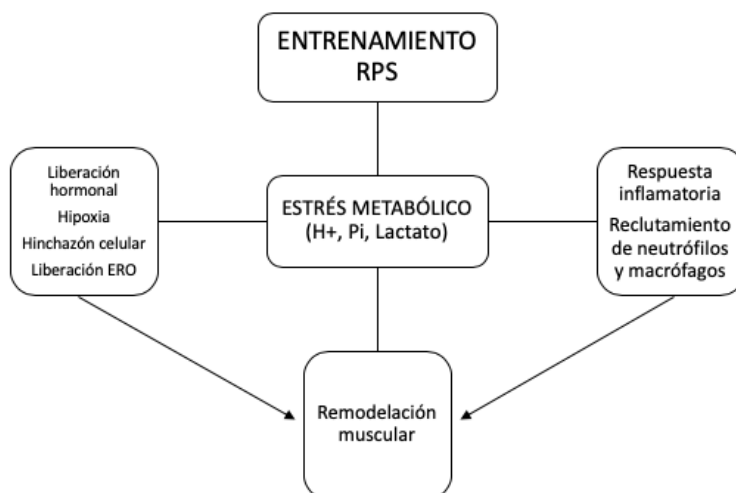 ENTRENAMIENTO
RPS
Liberación
hormonal
Hipoxia
Hinchazón celular
Liberación ERO
ESTRÉS METABÓLICO
(H+, Pi, Lactato)
Respuesta
inflamatoria
Reclutamiento
de neutrófilos
y macrófagos
Remodelación
muscular